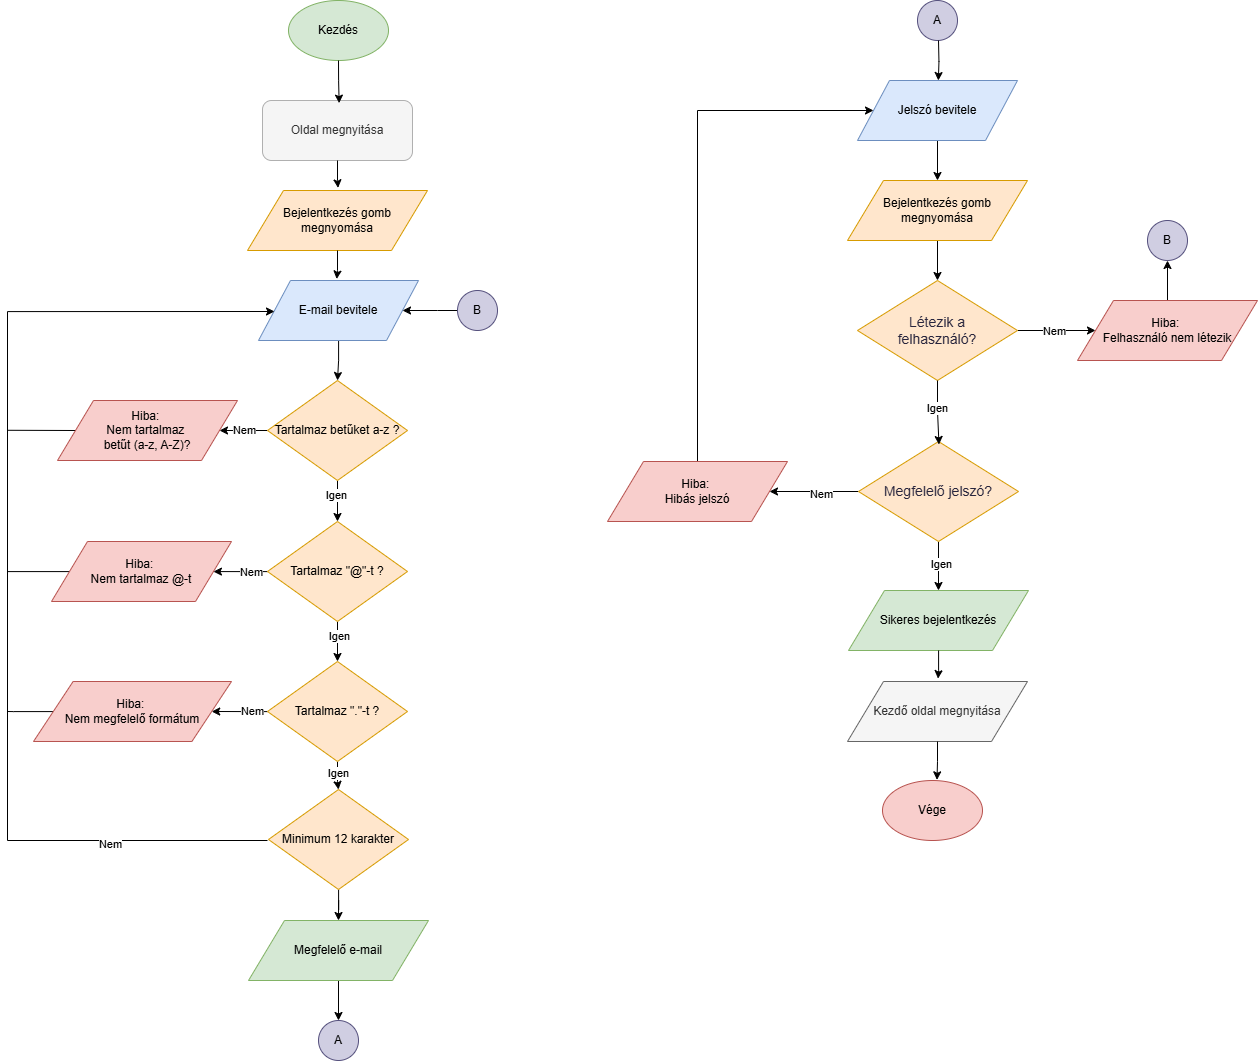 Kezdés
Oldal megnyitása
Bejelentkezés gomb
megnyomása
E-mail bevitele
B
Tartalmaz betűket a-z ?
Nem
Hiba:
Nem tartalmaz
betűt (a-z, A-Z)?
Igen
Tartalmaz "@"-t ?
Nem
Hiba:
Nem tartalmaz @-t
Igen
Tartalmaz "."-t ?
Nem
Hiba:
Nem megfelelő formátum
Igen
Minimum 12 karakter
Nem
Megfelelő e-mail
A
A
Jelszó bevitele
Bejelentkezés gomb
megnyomása
Létezik a
felhasználó?
Nem
Hiba:
Felhasználó nem létezik
B
Igen
Megfelelő jelszó?
Nem
Hiba:
Hibás jelszó
Igen
Sikeres bejelentkezés
Kezdő oldal megnyitása
Vége